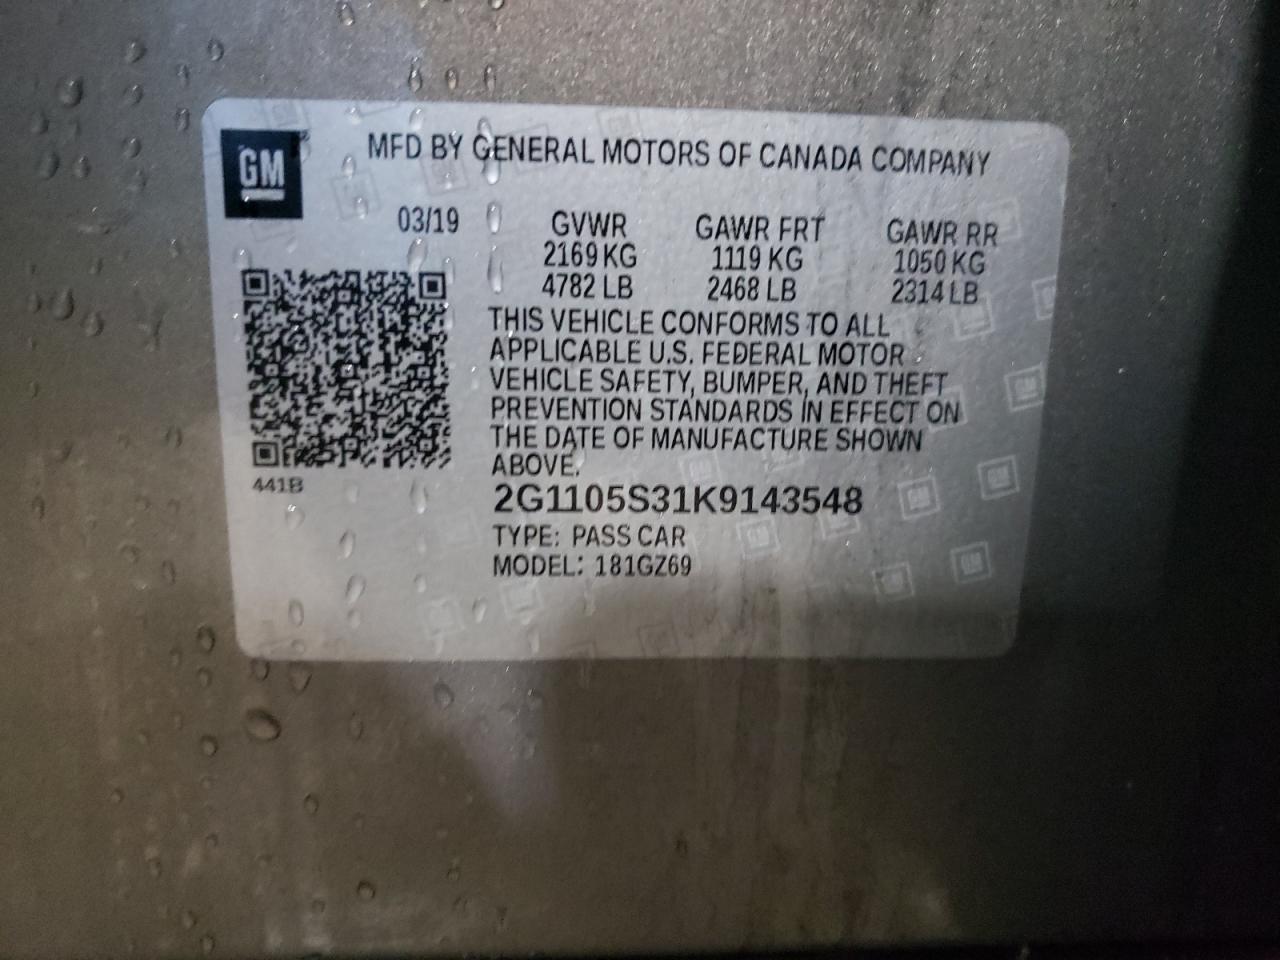 GM
MFD BY GENERAL MOTORS OF CANADA COMPANY
03/19 GVWR GAWR FRT GAWR RR
2169 KG 1119 KG 1050 KG
4782 LB 2468 LB 2314 LB
THIS VEHICLE CONFORMS TO ALL
APPLICABLE U.S. FEDERAL MOTOR
VEHICLE SAFETY, BUMPER, AND THEFT
PREVENTION STANDARDS IN EFFECT ON
THE DATE OF MANUFACTURE SHOWN
ABOVE.
441B
2G1105S31K9143548
TYPE: PASS CAR
MODEL: 181GZ69